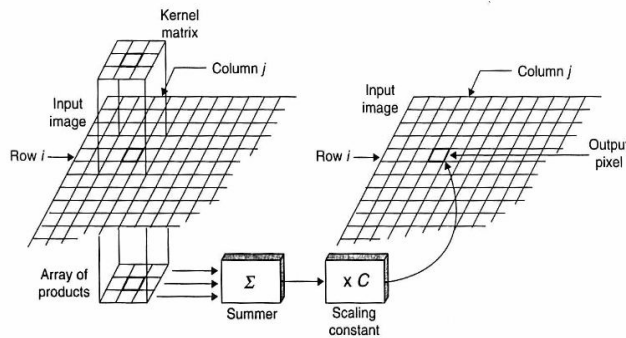 Kernel
matrix
Column j
Input
image
Row i
Column j
Input
image
Row i
Output
pixel
Array of
products
Σ
Summer
x C
Scaling
constant